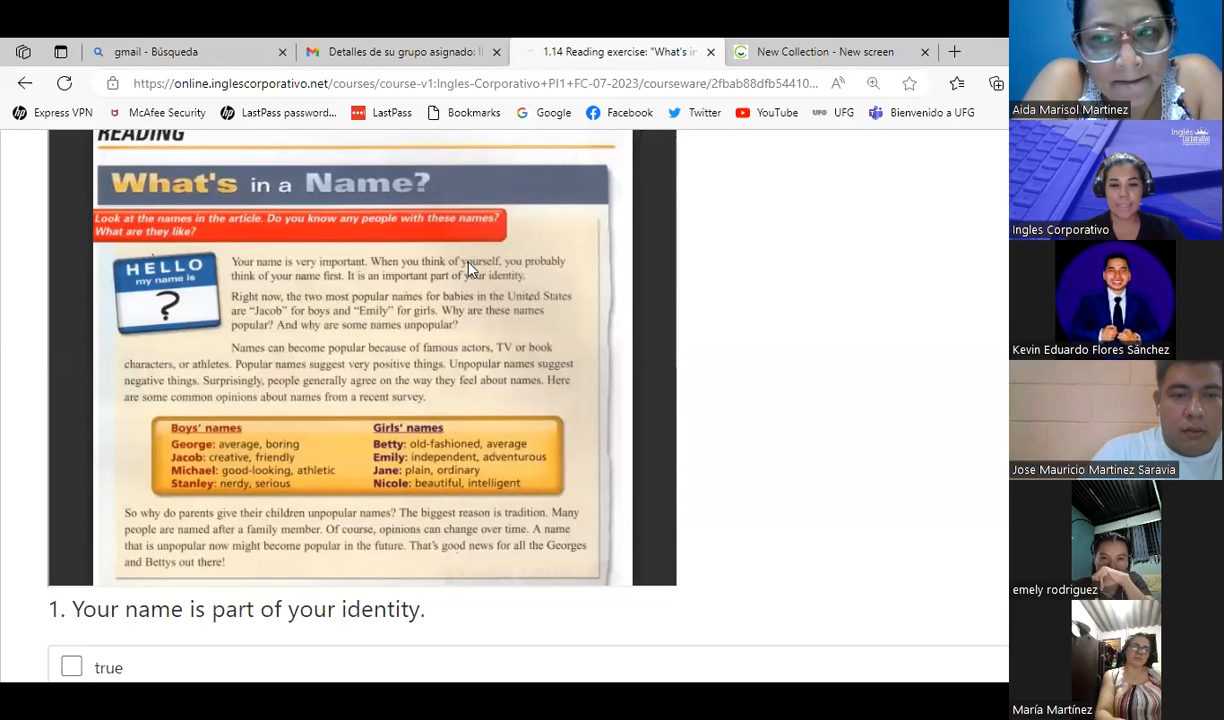 gmail - Búsqueda
Detalles de su grupo asignado:
1.14 Reading exercise: "What's in
New Collection - New screen
https://online.inglescorporativo.net/courses/course-v1:Ingles-Corporativo+PI1+FC-07-2023/courseware/2fbab88dfb54410...
Express VPN
McAfee Security
LastPass password...
LastPass
Bookmarks
Google
Facebook
Twitter
YouTube
UFG
Bienvenido a UFG
READING
What's in a Name?
Look at the names in the article. Do you know any people with these names?
What are they like?
HELLO
my name is
?
Your name is very important. When you think of yourself, you probably
think of your name first. It is an important part of your identity.
Right now, the two most popular names for babies in the United States
are "Jacob" for boys and "Emily" for girls. Why are these names
popular? And why are some names unpopular?
Names can become popular because of famous actors, TV or book
characters, or athletes. Popular names suggest very positive things. Unpopular names suggest
negative things. Surprisingly, people generally agree on the way they feel about names. Here
are some common opinions about names from a recent survey.
Boys' names
George: average, boring
Jacob: creative, friendly
Michael: good-looking, athletic
Stanley: nerdy, serious
Girls' names
Betty: old-fashioned, average
Emily: independent, adventurous
Jane: plain, ordinary
Nicole: beautiful, intelligent
So why do parents give their children unpopular names? The biggest reason is tradition. Many
people are named after a family member. Of course, opinions can change over time. A name
that is unpopular now might become popular in the future. That's good news for all the Georges
and Bettys out there!
1. Your name is part of your identity.
true
Aida Marisol Martinez
Inglés
Corporativo
Ingles Corporativo
Kevin Eduardo Flores Sánchez
Jose Mauricio Martinez Saravia
emely rodriguez
María Martínez